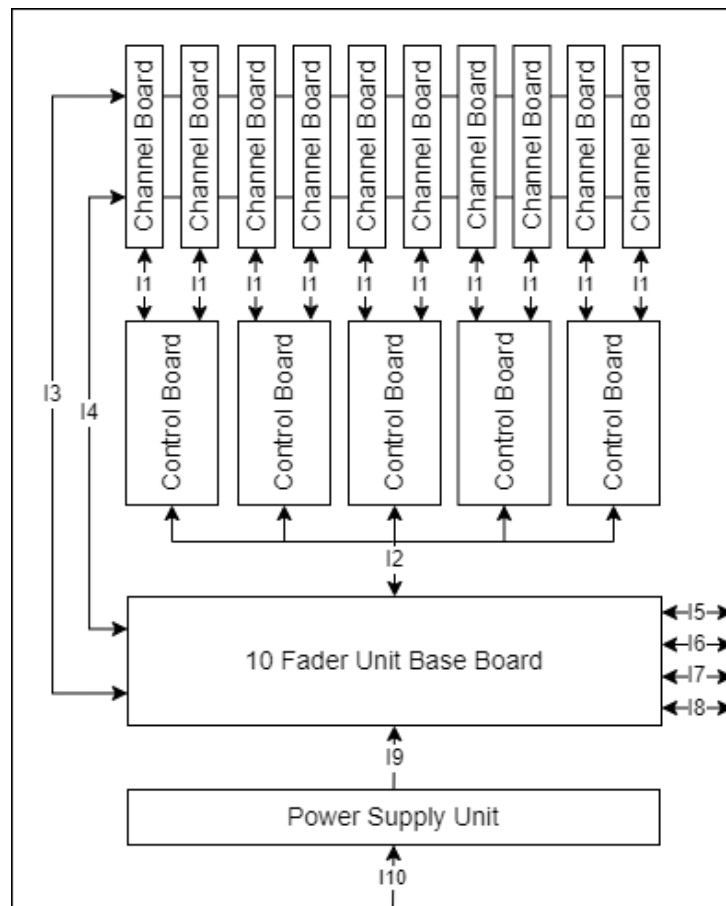 Channel Board
Channel Board
Channel Board
Channel Board
Channel Board
Channel Board
Channel Board
Channel Board
Channel Board
Channel Board
I1
I1
I1
I1
I1
I1
I1
I1
I1
I1
I3
I4
Control Board
Control Board
Control Board
Control Board
Control Board
I2
10 Fader Unit Base Board
I5
I6
I7
I8
I9
Power Supply Unit
I10